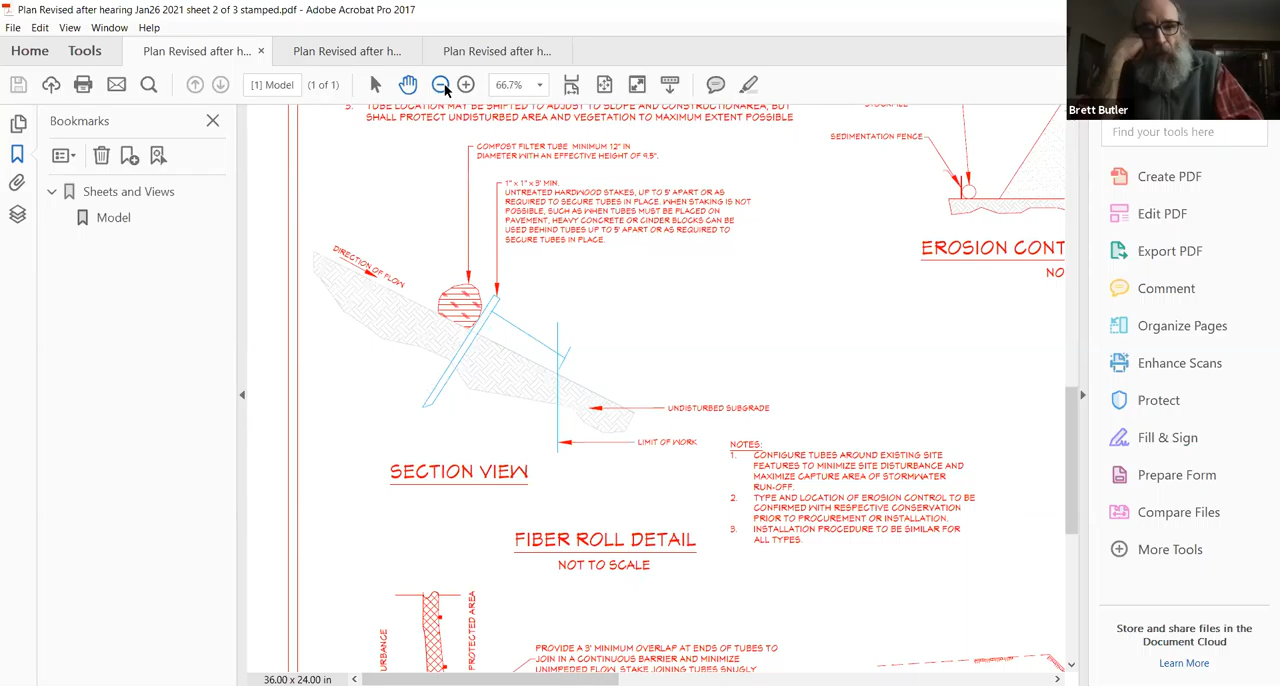 Plan Revised after hearing Jan26 2021 sheet 2 of 3 stamped.pdf - Adobe Acrobat Pro 2017
File Edit View Window Help
Home Tools Plan Revised after h... × Plan Revised after h... Plan Revised after h...
[1] Model (1 of 1) 66.7%
Brett Butler
Bookmarks
Sheets and Views
Model
TUBE LOCATION MAY BE SHIFTED TO ADJUST TO SLOPE AND CONSTRUCTIONAREA, BUT
SHALL PROTECT UNDISTURBED AREA AND VEGETATION TO MAXIMUM EXTENT POSSIBLE
COMPOST FILTER TUBE MINIMUM 12" IN
DIAMETER WITH AN EFFECTIVE HEIGHT OF 9.5".
1" x 1" x 3' MIN.
UNTREATED HARDWOOD STAKES, UP TO 5' APART OR AS
REQUIRED TO SECURE TUBES IN PLACE. WHEN STAKING IS NOT
POSSIBLE, SUCH AS WHEN TUBES MUST BE PLACED ON
PAVEMENT, HEAVY CONCRETE OR CINDER BLOCKS CAN BE
USED BEHIND TUBES UP TO 5' APART OR AS REQUIRED TO
SECURE TUBES IN PLACE.
DIRECTION OF FLOW
UNDISTURBED SUBGRADE
LIMIT OF WORK
SECTION VIEW
FIBER ROLL DETAIL
NOT TO SCALE
NOTES:
1. CONFIGURE TUBES AROUND EXISTING SITE
FEATURES TO MINIMIZE SITE DISTURBANCE AND
MAXIMIZE CAPTURE AREA OF STORMWATER
RUN-OFF.
2. TYPE AND LOCATION OF EROSION CONTROL TO BE
CONFIRMED WITH RESPECTIVE CONSERVATION
PRIOR TO PROCUREMENT OR INSTALLATION.
3. INSTALLATION PROCEDURE TO BE SIMILAR FOR
ALL TYPES.
URBANCE
PROTECTED AREA
PROVIDE A 3' MINIMUM OVERLAP AT ENDS OF TUBES TO
JOIN IN A CONTINUOUS BARRIER AND MINIMIZE
UNIMPEDED FLOW. STAKE JOINING TUBES SNUGLY
SEDIMENTATION FENCE
EROSION CONT
NO
36.00 x 24.00 in
Find your tools here
Create PDF
Edit PDF
Export PDF
Comment
Organize Pages
Enhance Scans
Protect
Fill & Sign
Prepare Form
Compare Files
More Tools
Store and share files in the
Document Cloud
Learn More